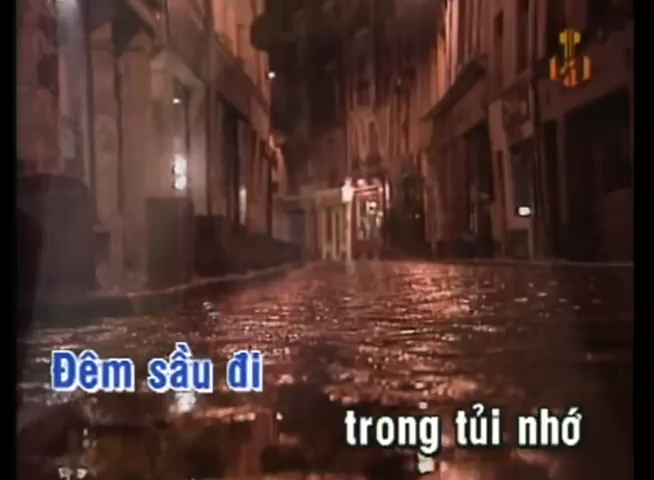 Đêm sầu đi
trong tủi nhớ